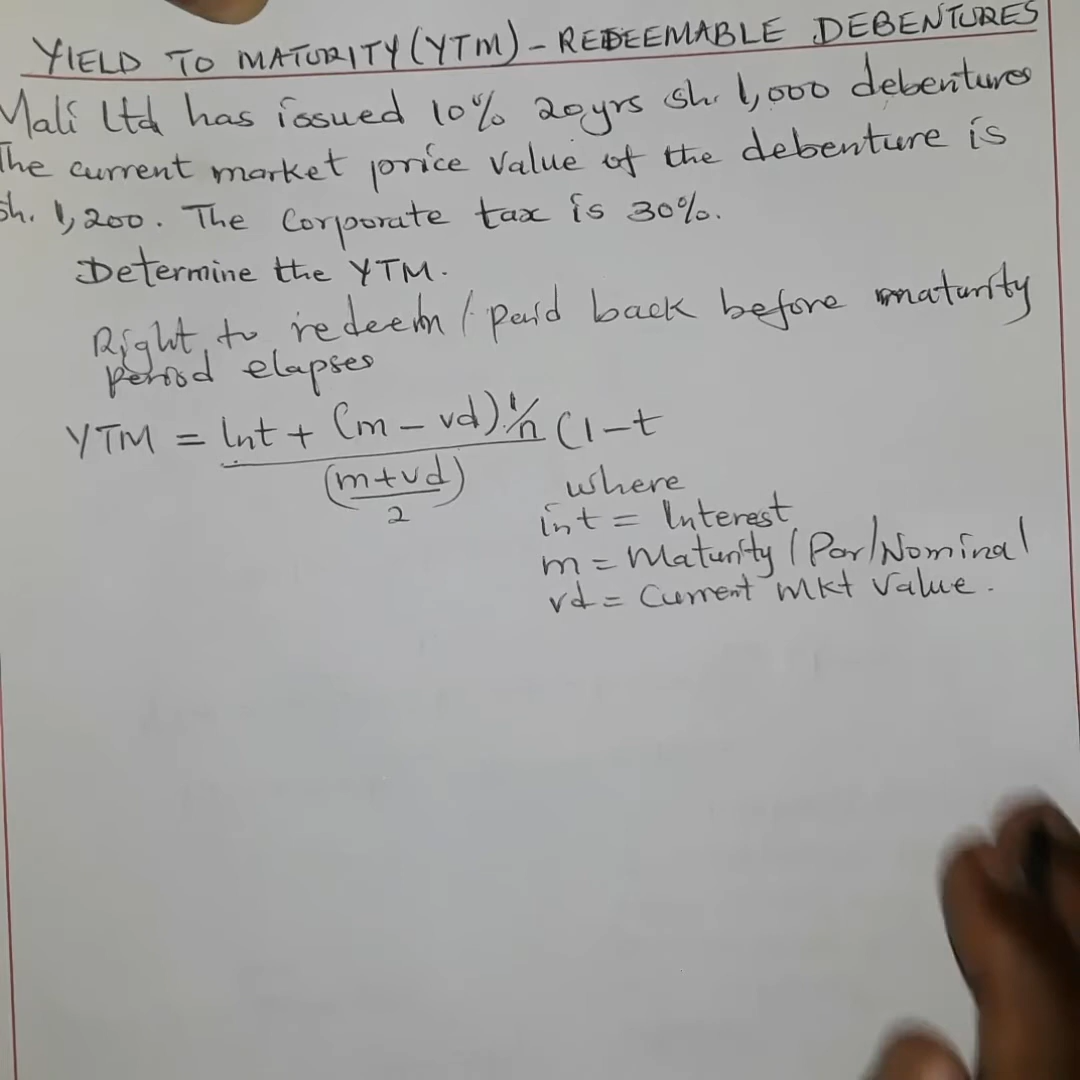 YIELD TO MATURITY (YTM) - REDEEMABLE DEBENTURES
Mali Ltd has issued 10% 20yrs sh. 1,000 debentures
The current market price value of the debenture is
sh. 1,200. The Corporate tax is 30%.
Determine the YTM.
Right to redeem / paid back before maturity
period elapses
YTM = Int + (m - vd) 1/n (1-t
(m+vd)
2
where
int = Interest
m = Maturity / Par/Nominal
vd = Current Mkt Value.